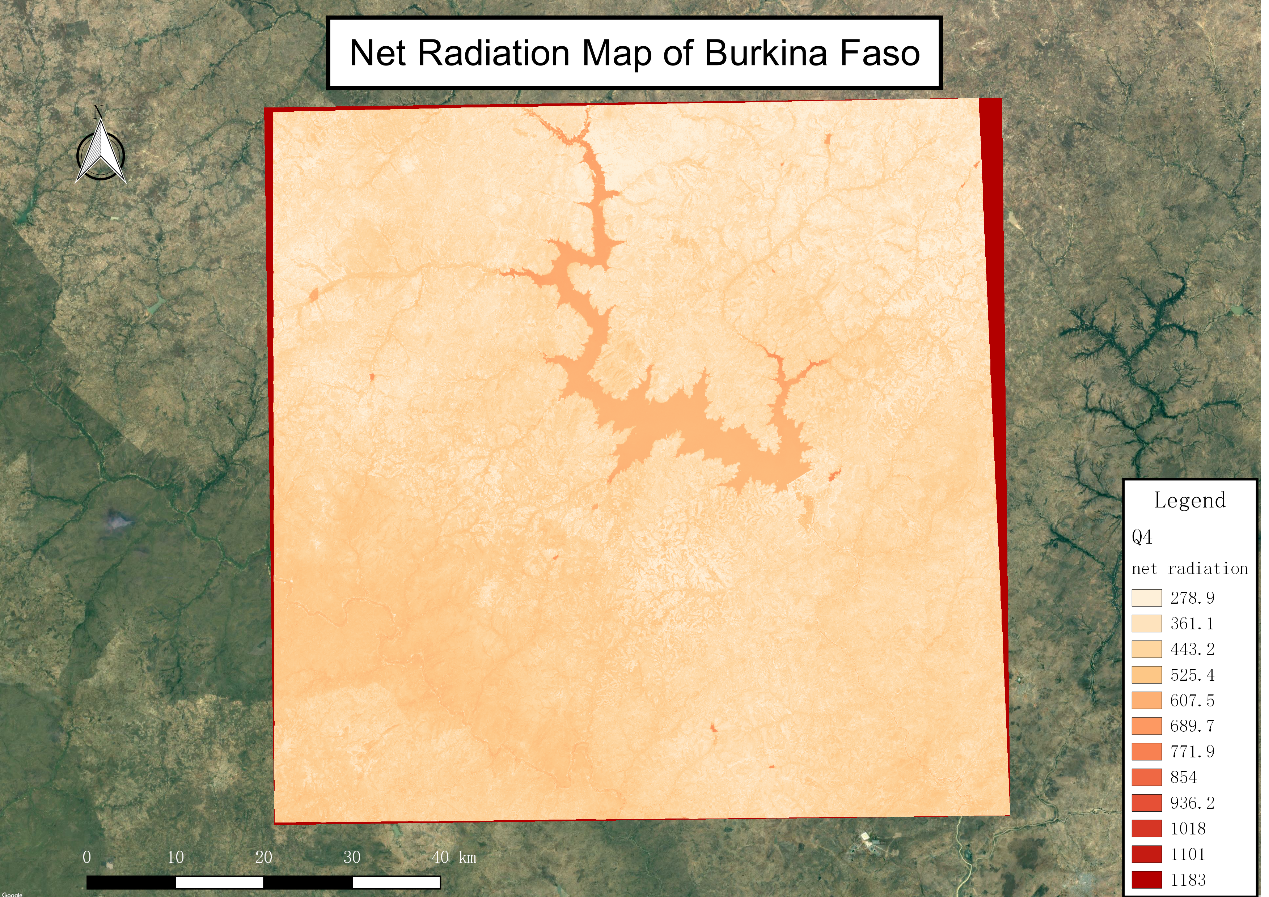 Net Radiation Map of Burkina Faso
N
Legend
Q4
net radiation
278.9
361.1
443.2
525.4
607.5
689.7
771.9
854
936.2
1018
1101
1183
0 10 20 30 40 km
Google